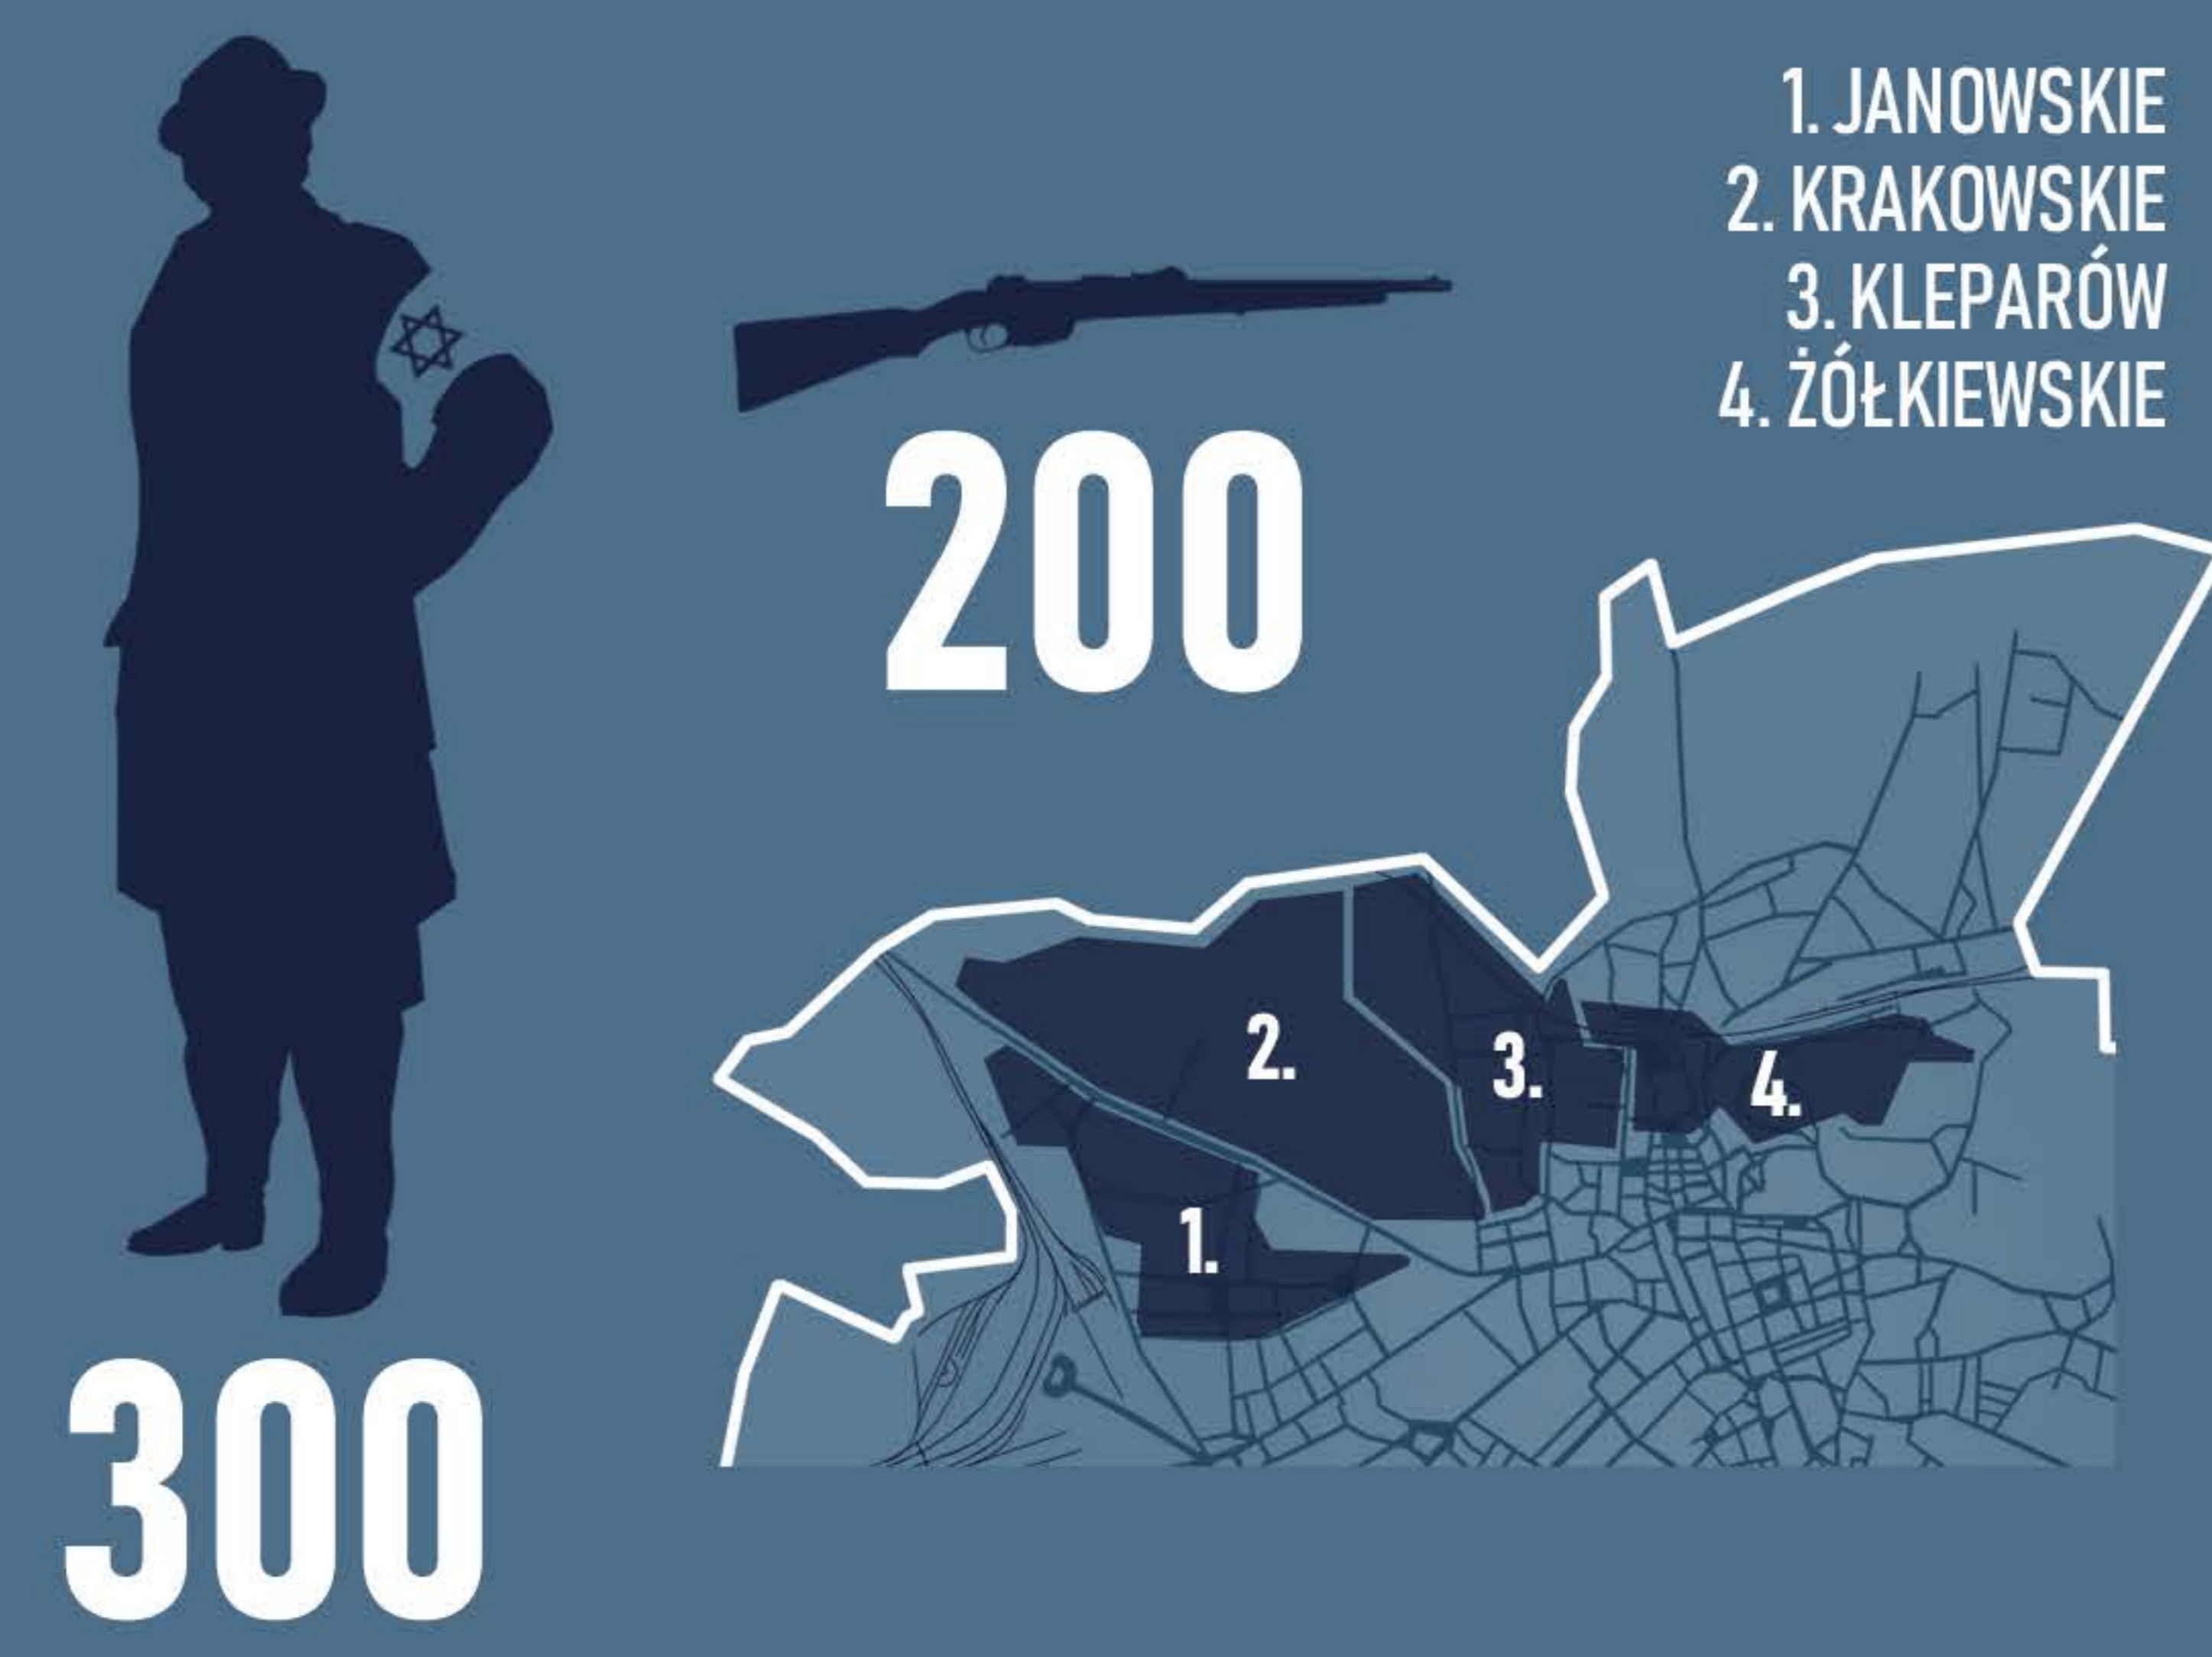 1. JANOWSKIE
2. KRAKOWSKIE
3. KLEPARÓW
4. ŻÓŁKIEWSKIE
200
300
2.
3.
4.
1.